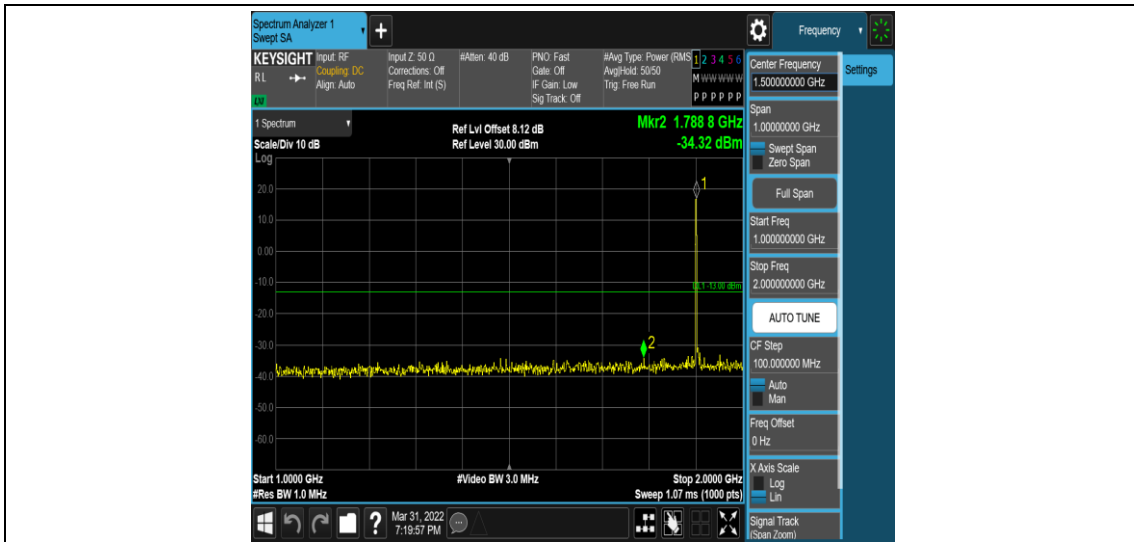 Spectrum Analyzer 1
Swept SA
+
Frequency
KEYSIGHT
RL
LXI
Input: RF
Coupling: DC
Align: Auto
Input Z: 50 Ω
Corrections: Off
Freq Ref: Int (S)
#Atten: 40 dB
PNO: Fast
Gate: Off
IF Gain: Low
Sig Track: Off
#Avg Type: Power (RMS
Avg|Hold: 50/50
Trig: Free Run
1 2 3 4 5 6
M W W W W W
P P P P P P
1 Spectrum
Scale/Div 10 dB
Log
Ref Lvl Offset 8.12 dB
Ref Level 30.00 dBm
Mkr2 1.788 8 GHz
-34.32 dBm
20.0
10.0
0.00
-10.0
-20.0
-30.0
-40.0
-50.0
-60.0
1
DL1 -13.00 dBm
2
Start 1.0000 GHz
#Res BW 1.0 MHz
#Video BW 3.0 MHz
Stop 2.0000 GHz
Sweep 1.07 ms (1000 pts)
Center Frequency
1.500000000 GHz
Settings
Span
1.00000000 GHz
Swept Span
Zero Span
Full Span
Start Freq
1.000000000 GHz
Stop Freq
2.000000000 GHz
AUTO TUNE
CF Step
100.000000 MHz
Auto
Man
Freq Offset
0 Hz
X Axis Scale
Log
Lin
Signal Track
(Span Zoom)
?
Mar 31, 2022
7:19:57 PM